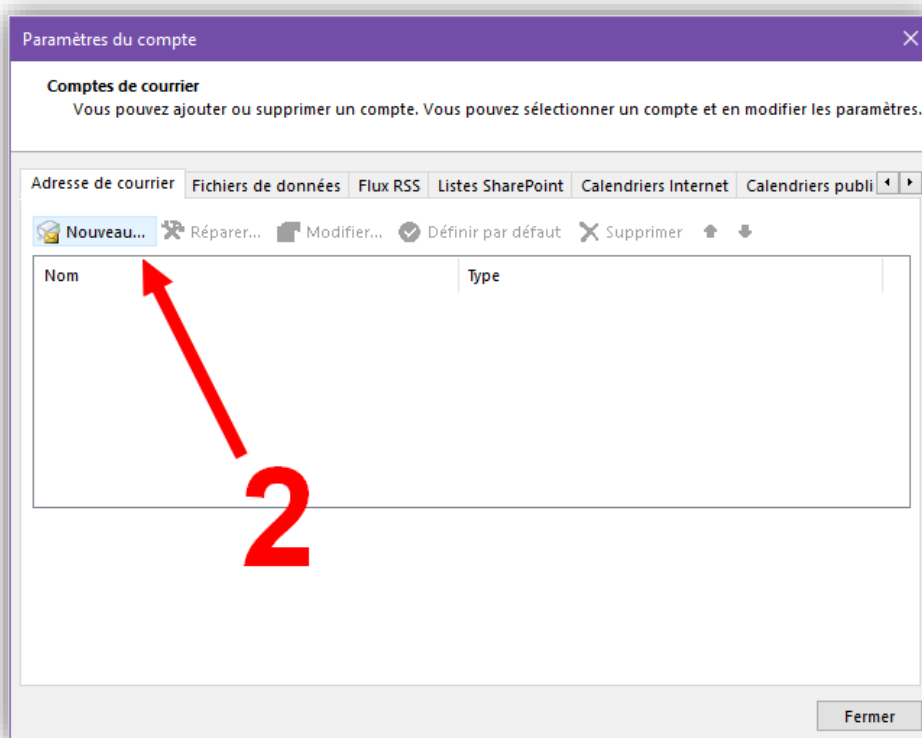 Paramètres du compte
Comptes de courrier
Vous pouvez ajouter ou supprimer un compte. Vous pouvez sélectionner un compte et en modifier les paramètres.
Adresse de courrier Fichiers de données Flux RSS Listes SharePoint Calendriers Internet Calendriers publi
Nouveau... Réparer... Modifier... Définir par défaut Supprimer
Nom Type
2
Fermer